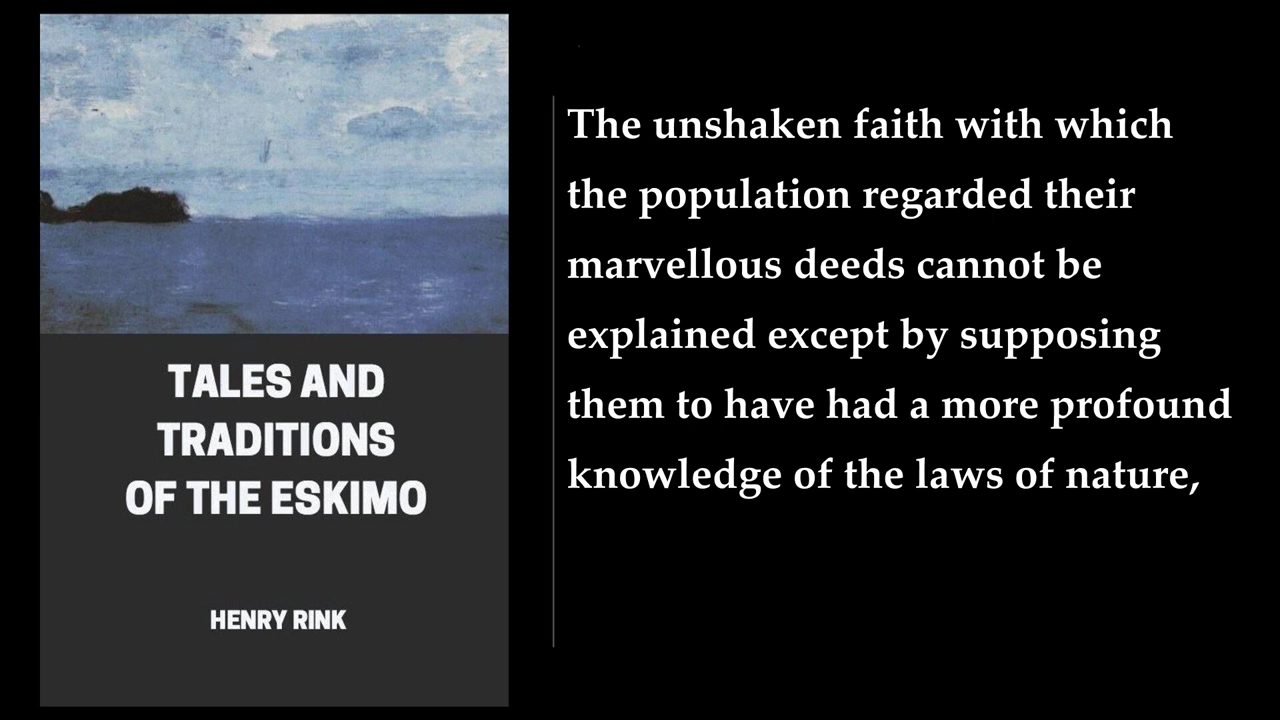 TALES AND
TRADITIONS
OF THE ESKIMO
HENRY RINK
The unshaken faith with which
the population regarded their
marvellous deeds cannot be
explained except by supposing
them to have had a more profound
knowledge of the laws of nature,